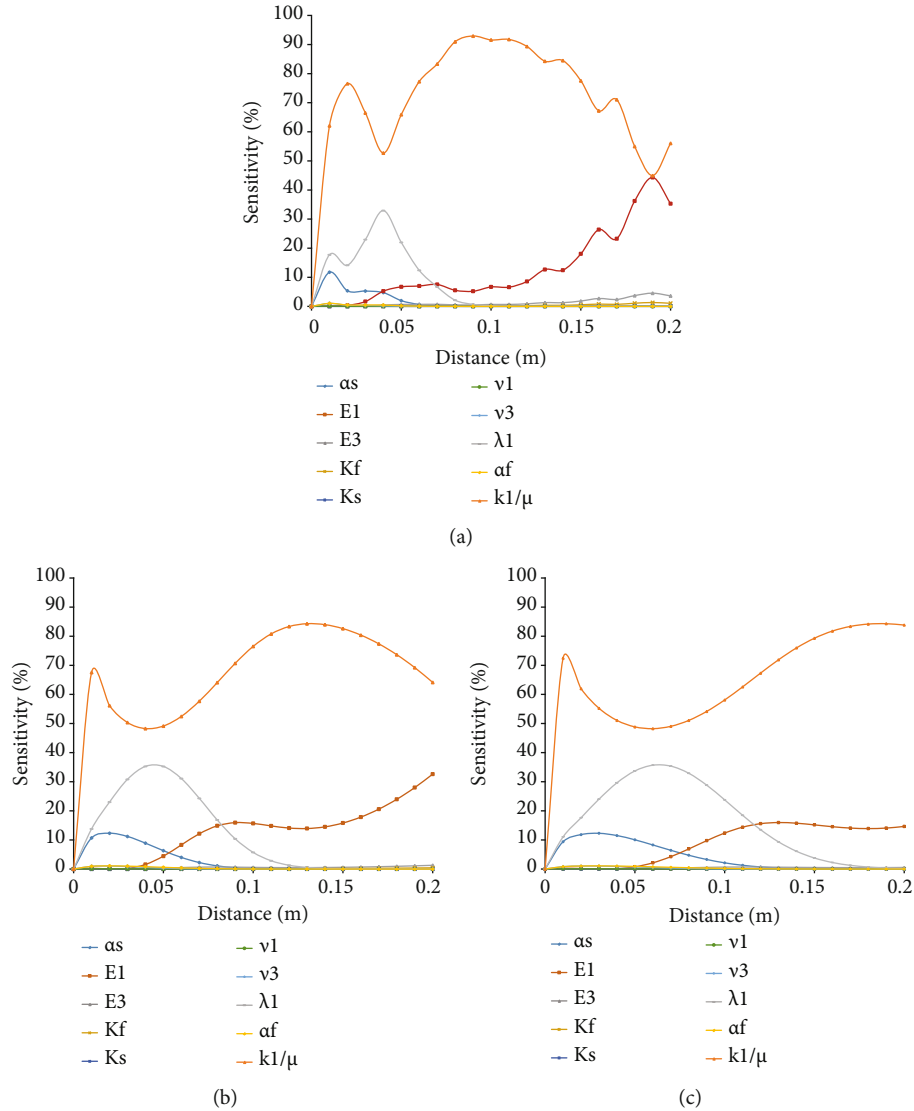 100
90
80
70
60
50
40
30
20
10
0
Sensitivity (%)
0 0.05 0.1 0.15 0.2
Distance (m)
αs ν1
E1 ν3
E3 λ1
Kf αf
Ks k1/μ
(a)
100
90
80
70
60
50
40
30
20
10
0
Sensitivity (%)
0 0.05 0.1 0.15 0.2
Distance (m)
αs ν1
E1 ν3
E3 λ1
Kf αf
Ks k1/μ
(b)
100
90
80
70
60
50
40
30
20
10
0
Sensitivity (%)
0 0.05 0.1 0.15 0.2
Distance (m)
αs ν1
E1 ν3
E3 λ1
Kf αf
Ks k1/μ
(c)